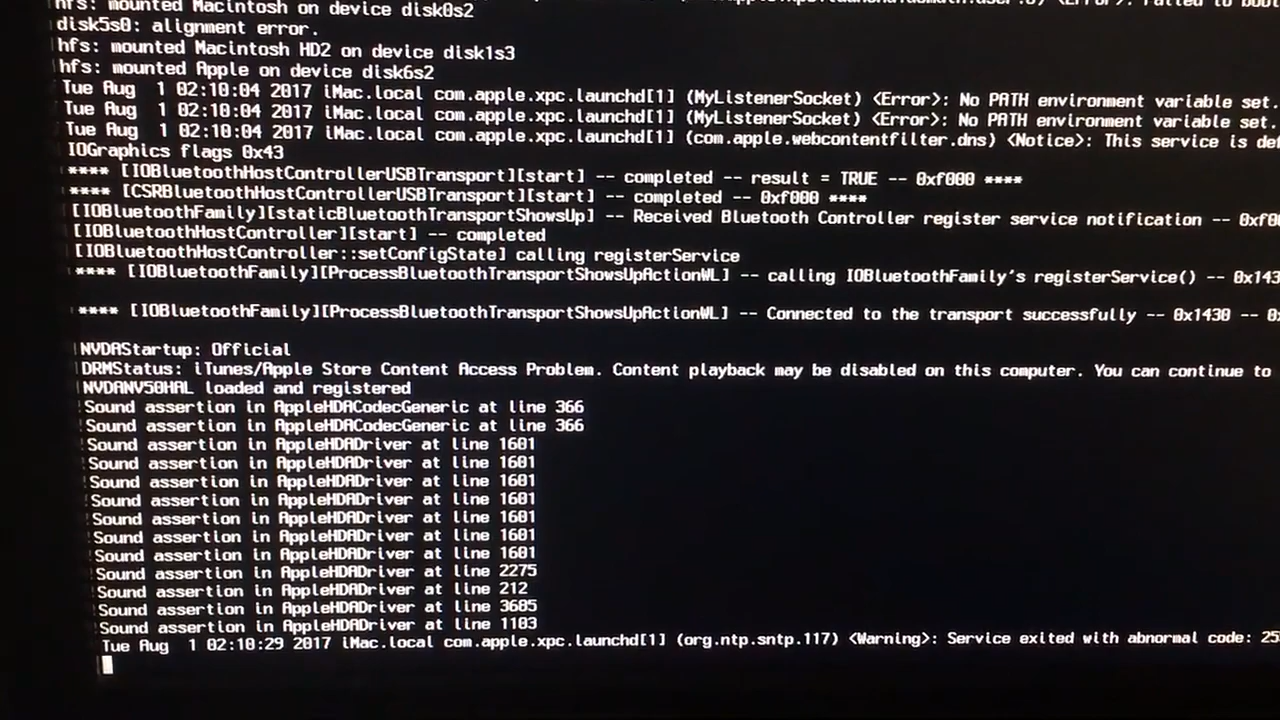 hfs: mounted Macintosh on device disk0s2
<Error>: Failed to
disk5s0: alignment error.
hfs: mounted Macintosh HD2 on device disk1s3
hfs: mounted Apple on device disk6s2
Tue Aug 1 02:10:04 2017 iMac.local com.apple.xpc.launchd[1] (MyListenerSocket) <Error>: No PATH environment variable set.
Tue Aug 1 02:10:04 2017 iMac.local com.apple.xpc.launchd[1] (MyListenerSocket) <Error>: No PATH environment variable set.
Tue Aug 1 02:10:04 2017 iMac.local com.apple.xpc.launchd[1] (com.apple.webcontentfilter.dns) <Notice>: This service is de
IOGraphics flags 0x43
**** [IOBluetoothHostControllerUSBTransport][start] -- completed -- result = TRUE -- 0xf000 ****
**** [CSRBluetoothHostControllerUSBTransport][start] -- completed -- 0xf000 ****
[IOBluetoothFamily][staticBluetoothTransportShowsUp] -- Received Bluetooth Controller register service notification -- 0xf0
[IOBluetoothHostController][start] -- completed
[IOBluetoothHostController::setConfigState] calling registerService
**** [IOBluetoothFamily][ProcessBluetoothTransportShowsUpActionWL] -- calling IOBluetoothFamily's registerService() -- 0x143
**** [IOBluetoothFamily][ProcessBluetoothTransportShowsUpActionWL] -- Connected to the transport successfully -- 0x1430 -- 0
NVDAStartup: Official
DRMStatus: iTunes/Apple Store Content Access Problem. Content playback may be disabled on this computer. You can continue to
NVDANV50HAL loaded and registered
Sound assertion in AppleHDACodecGeneric at line 366
Sound assertion in AppleHDACodecGeneric at line 366
Sound assertion in AppleHDADriver at line 1601
Sound assertion in AppleHDADriver at line 1601
Sound assertion in AppleHDADriver at line 1601
Sound assertion in AppleHDADriver at line 1601
Sound assertion in AppleHDADriver at line 1601
Sound assertion in AppleHDADriver at line 1601
Sound assertion in AppleHDADriver at line 1601
Sound assertion in AppleHDADriver at line 2275
Sound assertion in AppleHDADriver at line 212
Sound assertion in AppleHDADriver at line 3605
Sound assertion in AppleHDADriver at line 1103
Tue Aug 1 02:10:29 2017 iMac.local com.apple.xpc.launchd[1] (org.ntp.sntp.117) <Warning>: Service exited with abnormal code: 25